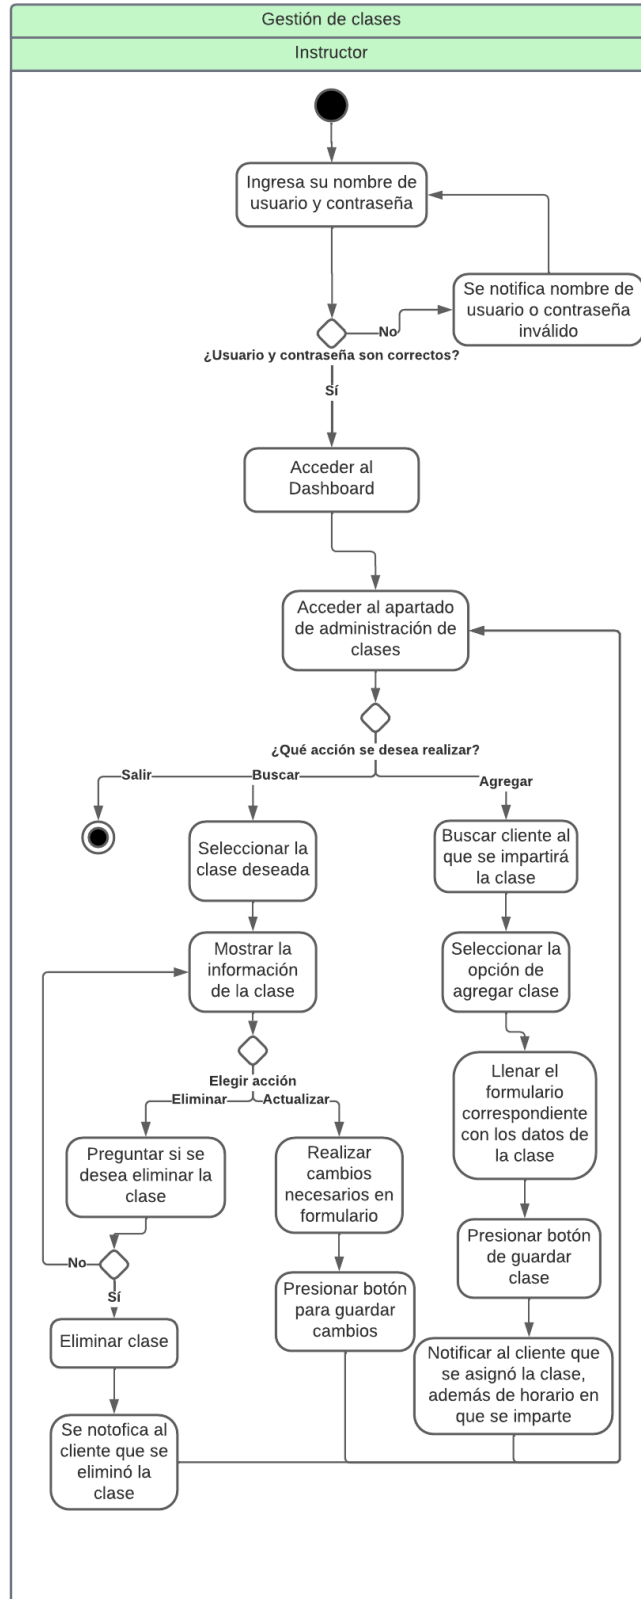 Gestión de clases
Instructor
Ingresa su nombre de
usuario y contraseña
Se notifica nombre de
usuario o contraseña
inválido
No
¿Usuario y contraseña son correctos?
Sí
Acceder al
Dashboard
Acceder al apartado
de administración de
clases
¿Qué acción se desea realizar?
Salir
Buscar
Agregar
Seleccionar la
clase deseada
Buscar cliente al
que se impartirá
la clase
Mostrar la
información
de la clase
Seleccionar la
opción de
agregar clase
Elegir acción
Eliminar
Actualizar
Llenar el
formulario
correspondiente
con los datos de
la clase
Preguntar si se
desea eliminar la
clase
Realizar
cambios
necesarios en
formulario
Presionar botón
de guardar
clase
No
Sí
Presionar botón
para guardar
cambios
Eliminar clase
Notificar al cliente que
se asignó la clase,
además de horario en
que se imparte
Se notofica al
cliente que se
eliminó la
clase